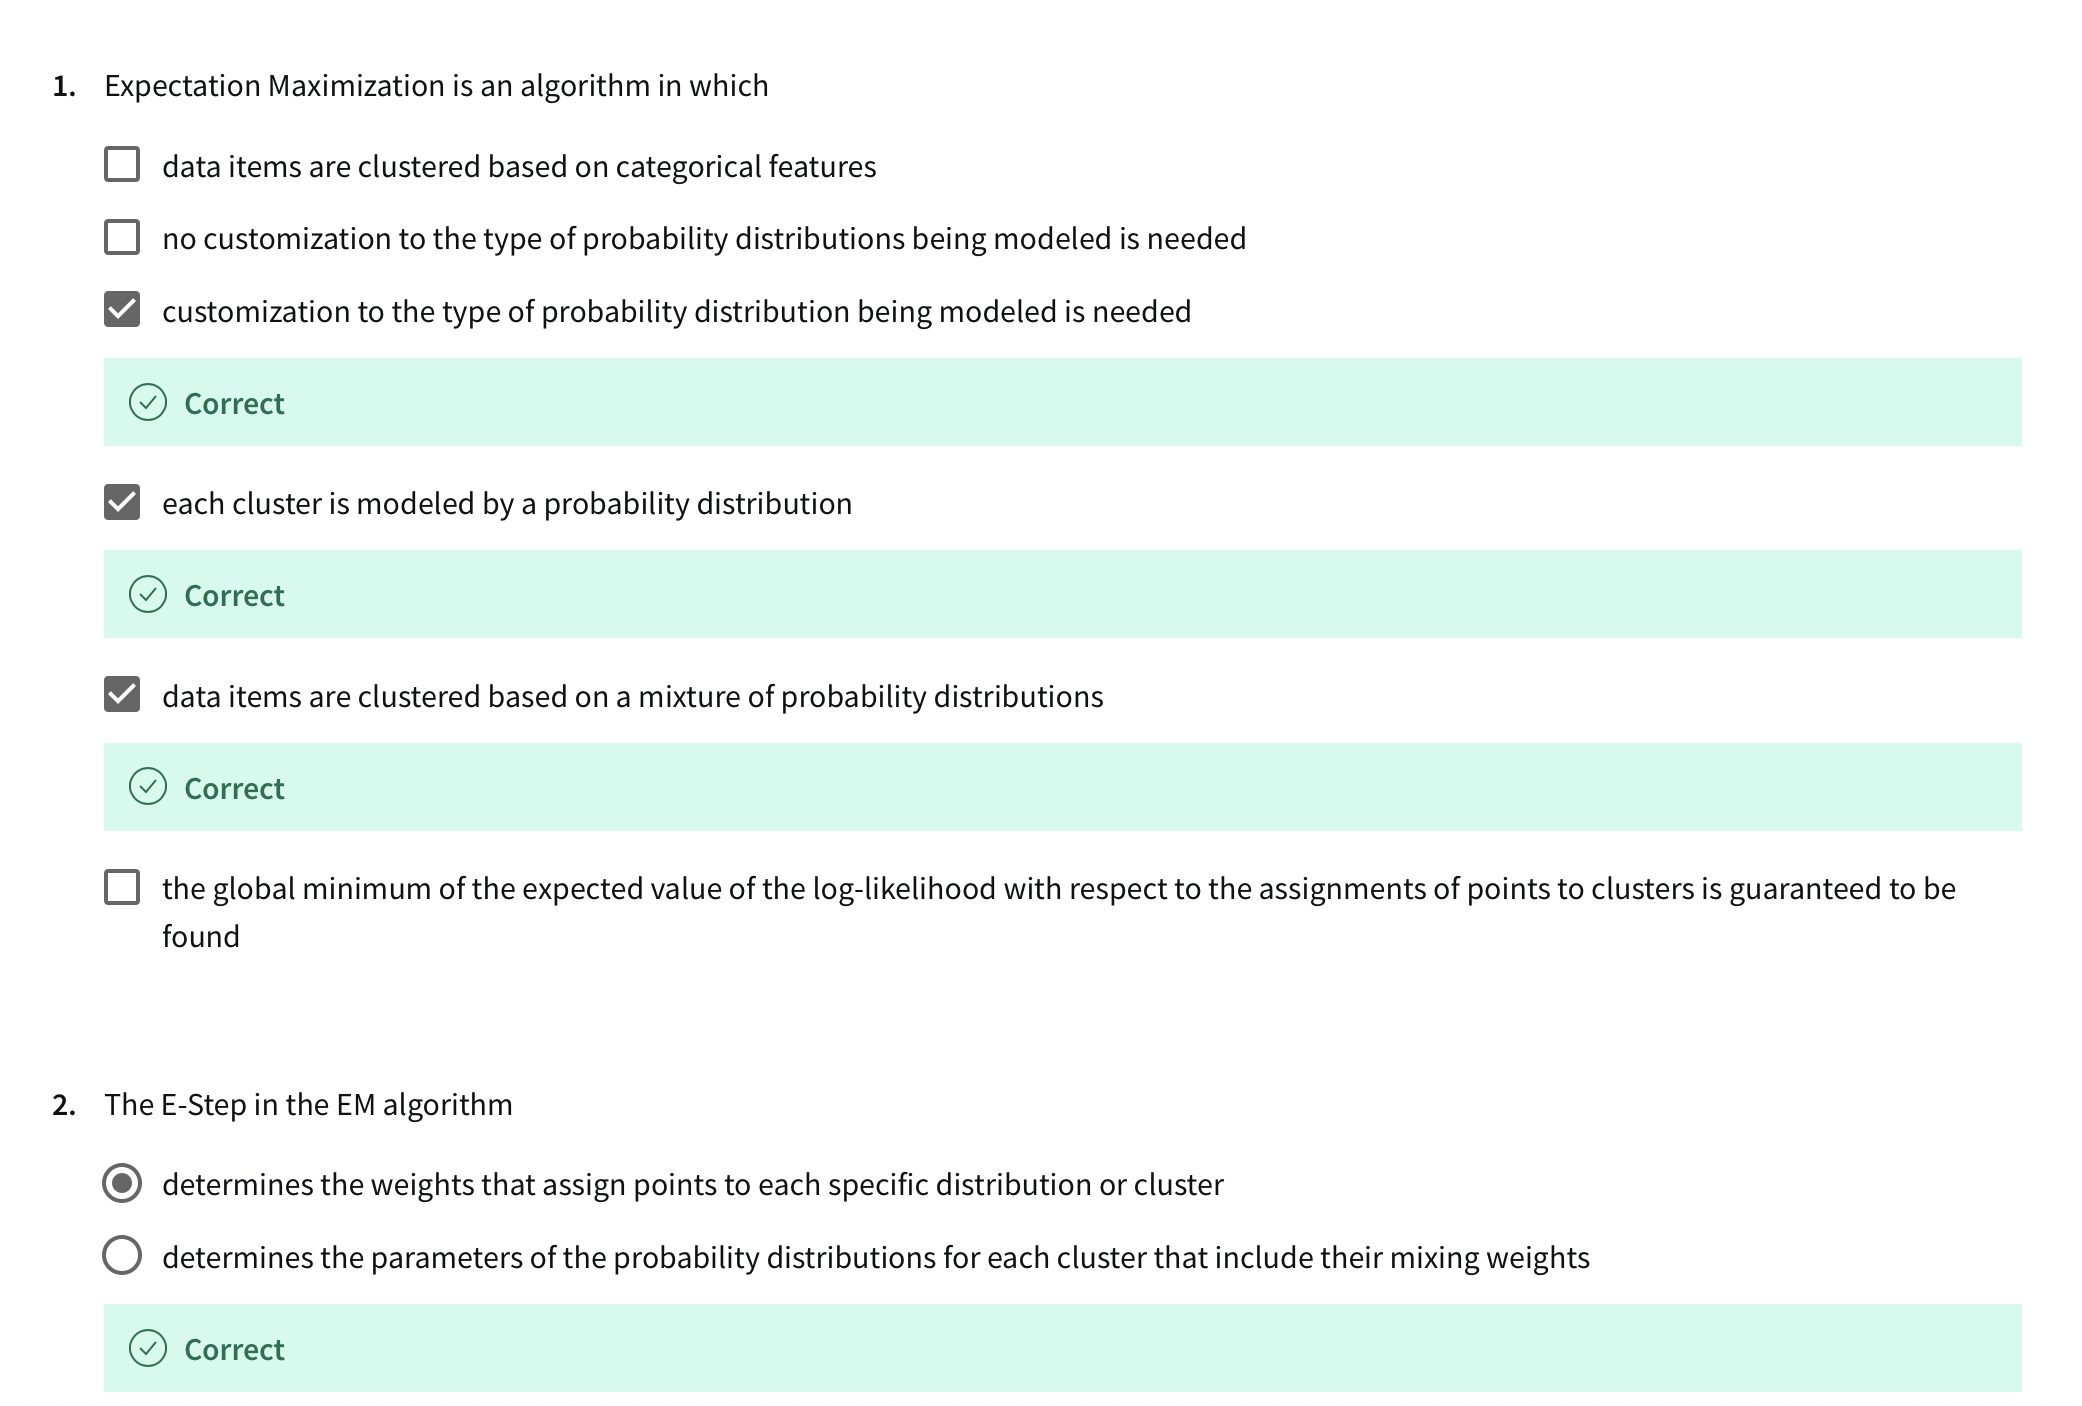 1. Expectation Maximization is an algorithm in which
data items are clustered based on categorical features
no customization to the type of probability distributions being modeled is needed
customization to the type of probability distribution being modeled is needed
Correct
each cluster is modeled by a probability distribution
Correct
data items are clustered based on a mixture of probability distributions
Correct
the global minimum of the expected value of the log-likelihood with respect to the assignments of points to clusters is guaranteed to be
found
2. The E-Step in the EM algorithm
determines the weights that assign points to each specific distribution or cluster
determines the parameters of the probability distributions for each cluster that include their mixing weights
Correct